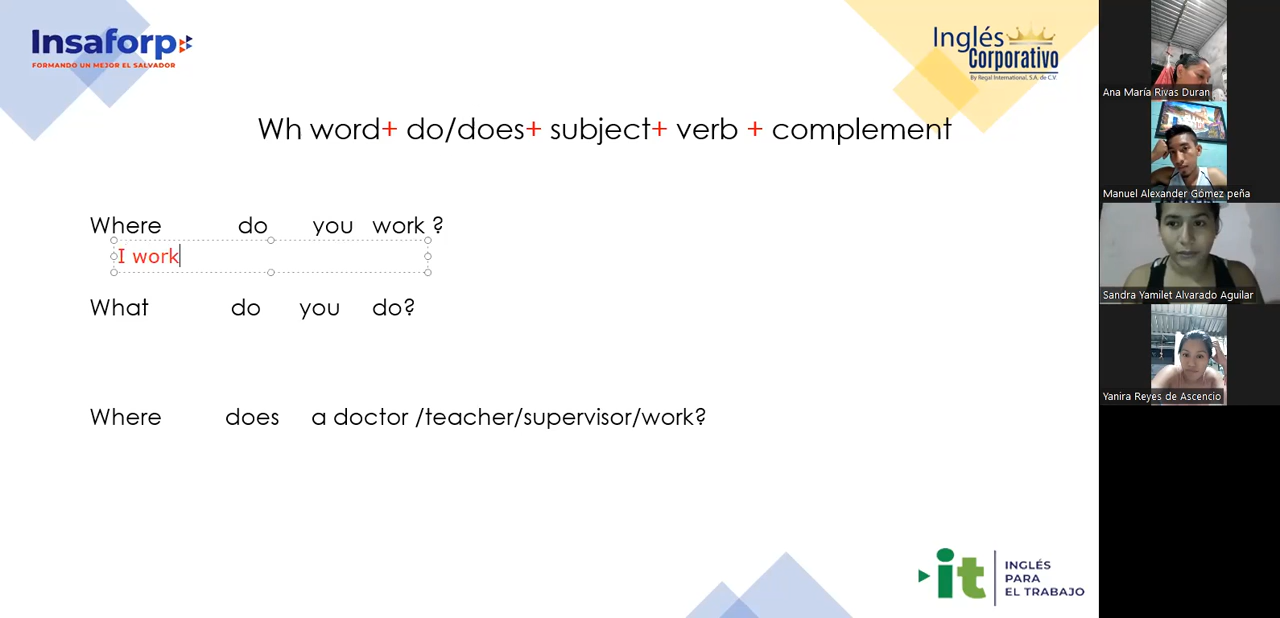 Insaforp
FORMANDO UN MEJOR EL SALVADOR
Inglés
Corporativo
By Regal International, S.A. de C.V.
Wh word+ do/does+ subject+ verb + complement
Where do you work ?
I work
What do you do?
Where does a doctor /teacher/supervisor/work?
it
INGLÉS
PARA
EL TRABAJO
Ana María Rivas Duran
Manuel Alexander Gómez peña
Sandra Yamilet Alvarado Aguilar
Yanira Reyes de Ascencio